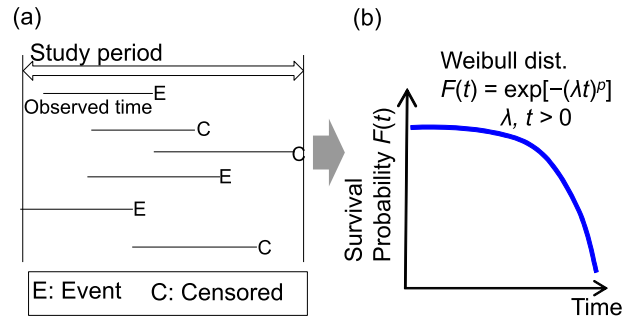 (a)
Study period
E
Observed time
C
C
E
E
C
E: Event C: Censored
(b)
Weibull dist.
F(t) = exp[−(λt)ᵖ]
λ, t > 0
Survival
Probability F(t)
Time